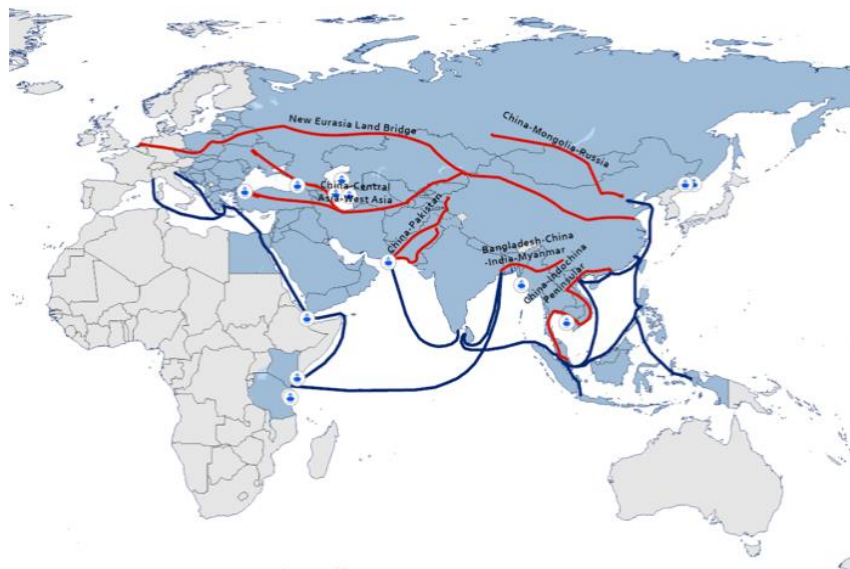 New Eurasia Land Bridge
China-Mongolia-Russia
China-Central
Asia-West Asia
China-Pakistan
Bangladesh-China
-India-Myanmar
China-Indochina
Peninsular